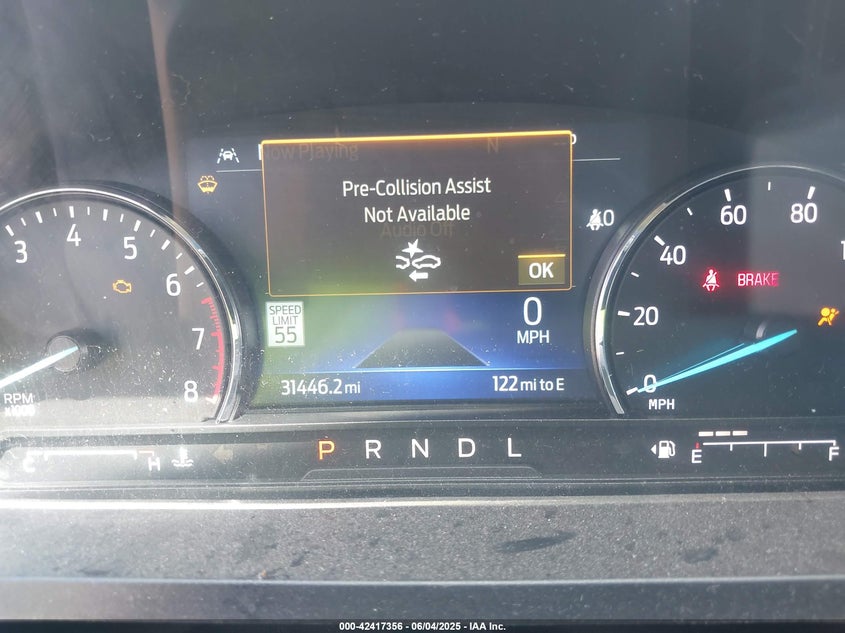 Now Playing
N
Pre-Collision Assist
Not Available
Audio Off
OK
0
SPEED
LIMIT
55
0
MPH
31446.2 mi
122 mi to E
3
4
5
6
7
8
RPM
x1000
0
20
40
60
80
MPH
BRAKE
C
H
P R N D L
E
F
000-42417356 - 06/04/2025 - IAA Inc.